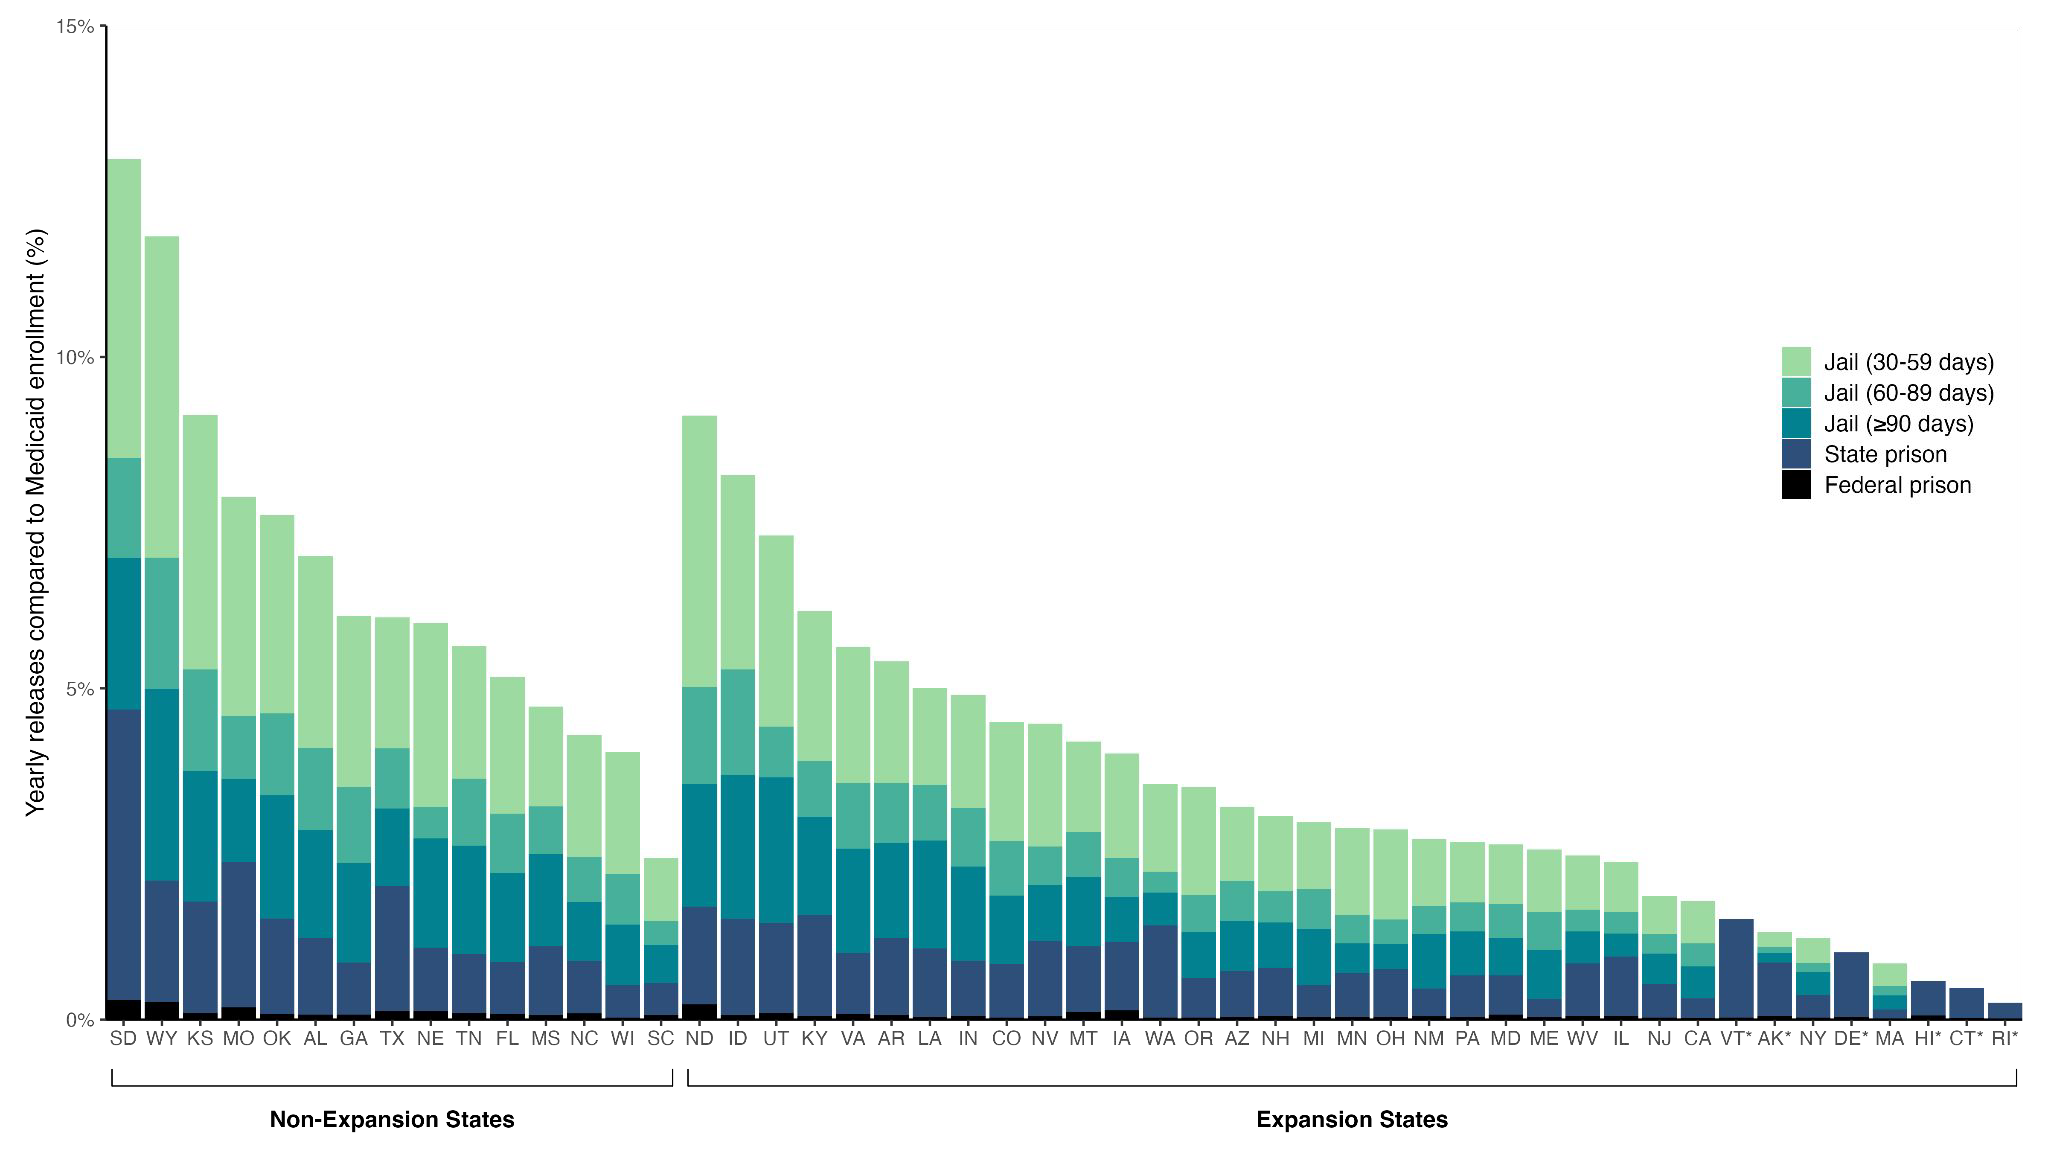 Yearly releases compared to Medicaid enrollment (%)
15%
10%
5%
0%
Jail (30-59 days)
Jail (60-89 days)
Jail (≥90 days)
State prison
Federal prison
SD WY KS MO OK AL GA TX NE TN FL MS NC WI SC ND ID UT KY VA AR LA IN CO NV MT IA WA OR AZ NH MI MN OH NM PA MD ME WV IL NJ CA VT* AK* NY DE* MA HI* CT* RI*
Non-Expansion States Expansion States